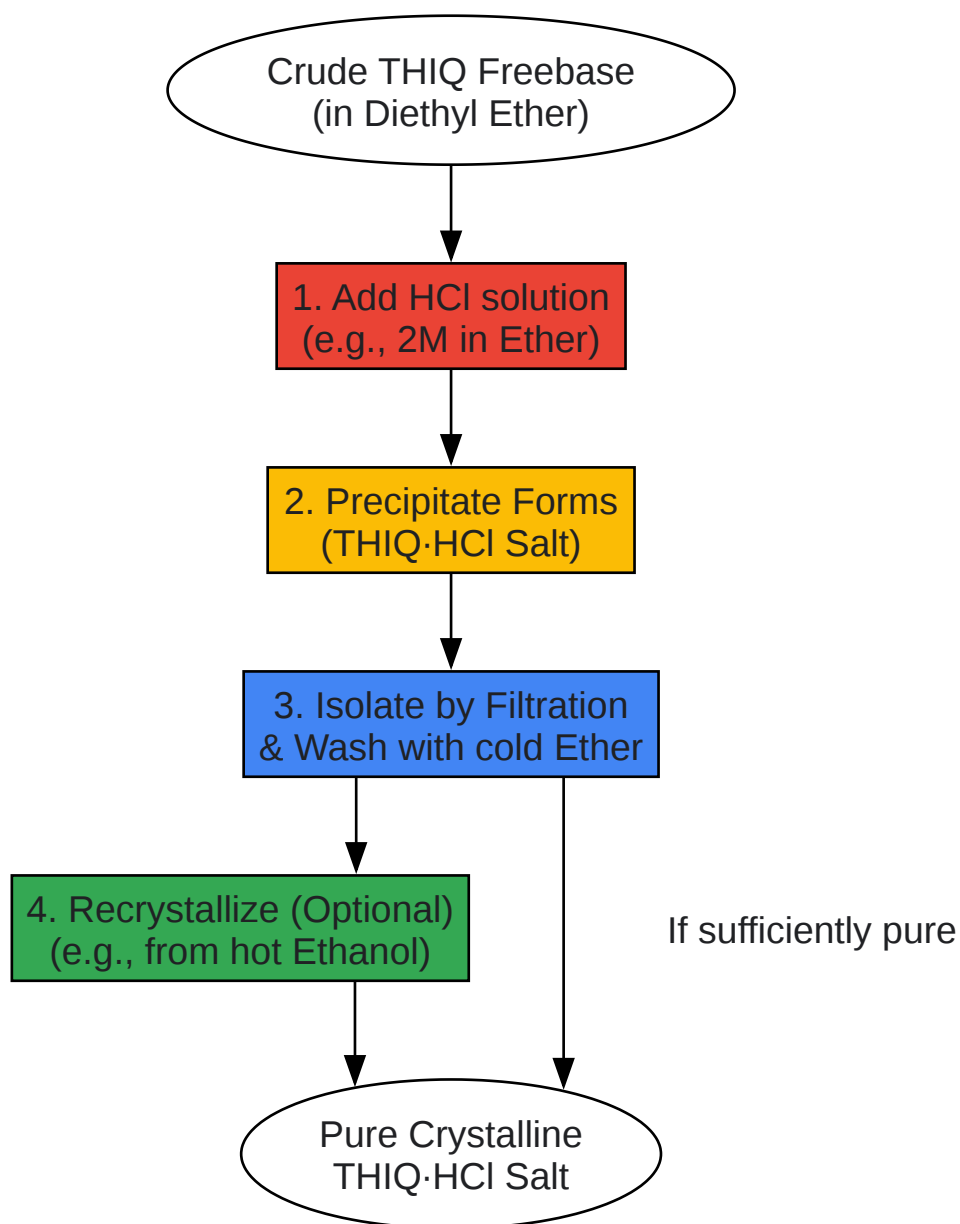 Crude THIQ Freebase
(in Diethyl Ether)
1. Add HCl solution
(e.g., 2M in Ether)
2. Precipitate Forms
(THIQ·HCl Salt)
3. Isolate by Filtration
& Wash with cold Ether
4. Recrystallize (Optional)
(e.g., from hot Ethanol)
If sufficiently pure
Pure Crystalline
THIQ·HCl Salt